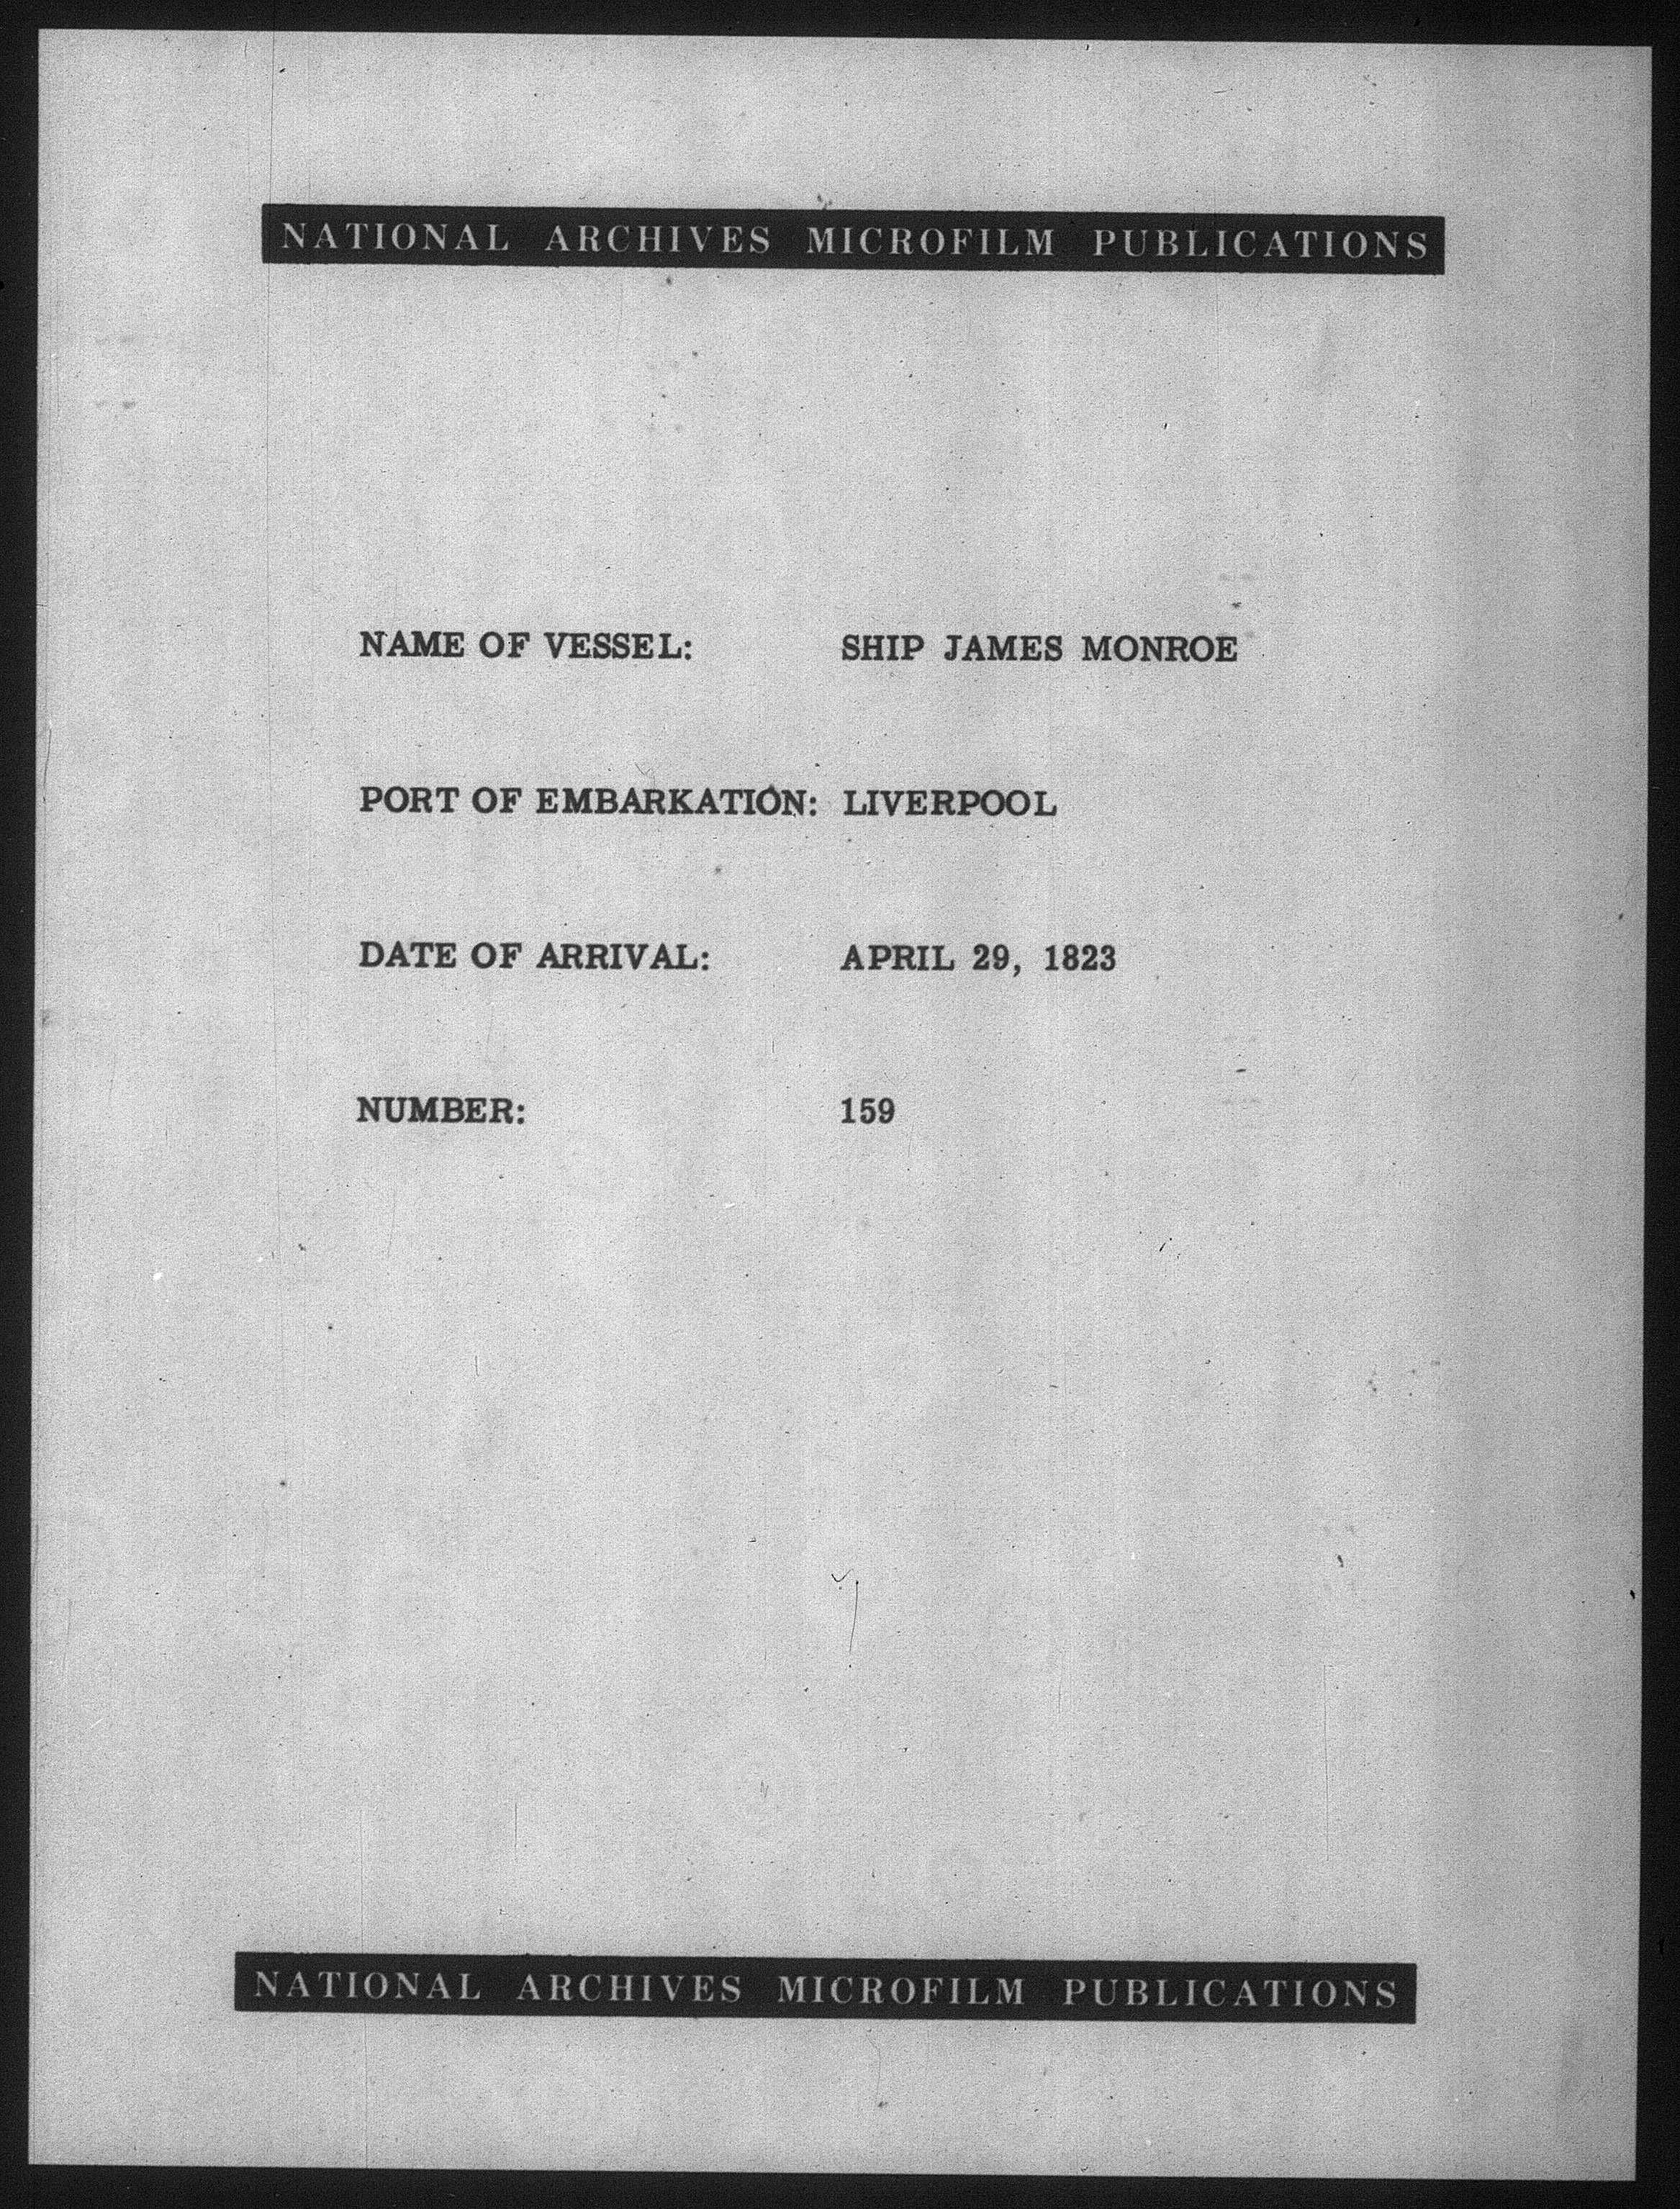 NATIONAL ARCHIVES MICROFILM PUBLICATIONS
NAME OF VESSEL: SHIP JAMES MONROE
PORT OF EMBARKATION: LIVERPOOL
DATE OF ARRIVAL: APRIL 29, 1823
NUMBER: 159
NATIONAL ARCHIVES MICROFILM PUBLICATIONS